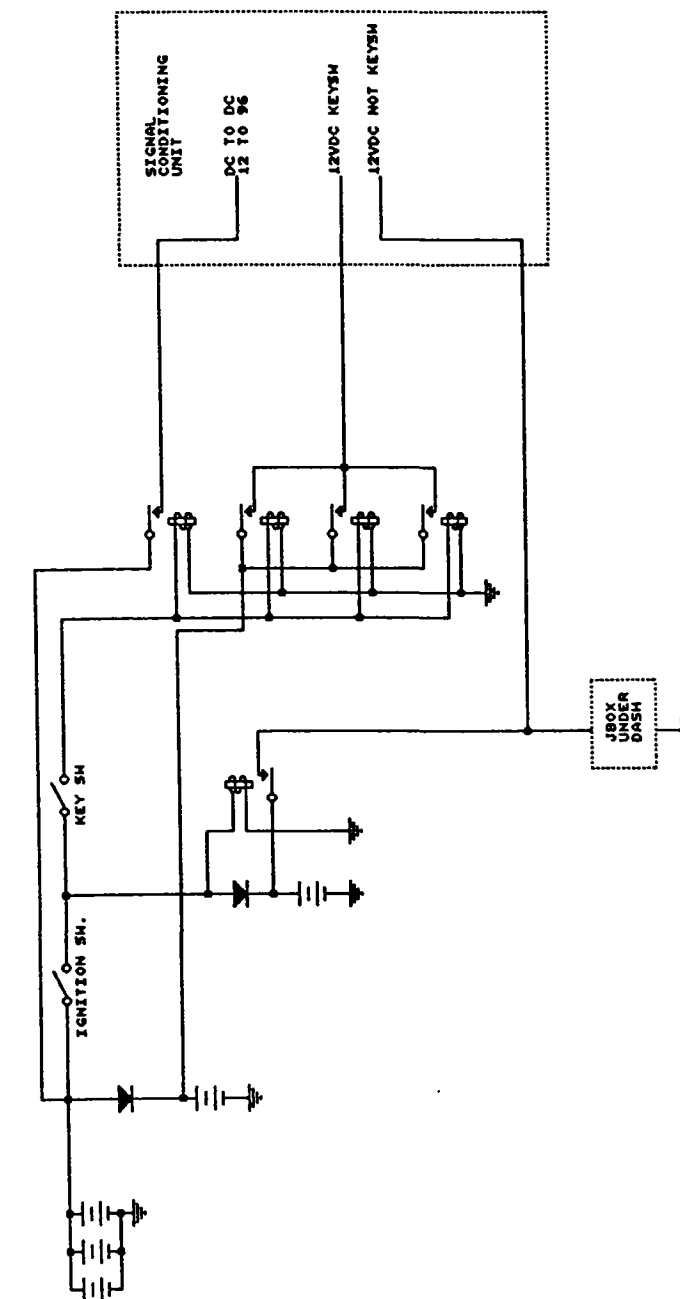 SIGNAL
CONDITIONING
UNIT
DC TO DC
12 TO 96
12VDC KEYSW
12VDC NOT KEYSW
JBOX
UNDER
DASH
KEY SW
IGNITION SW.